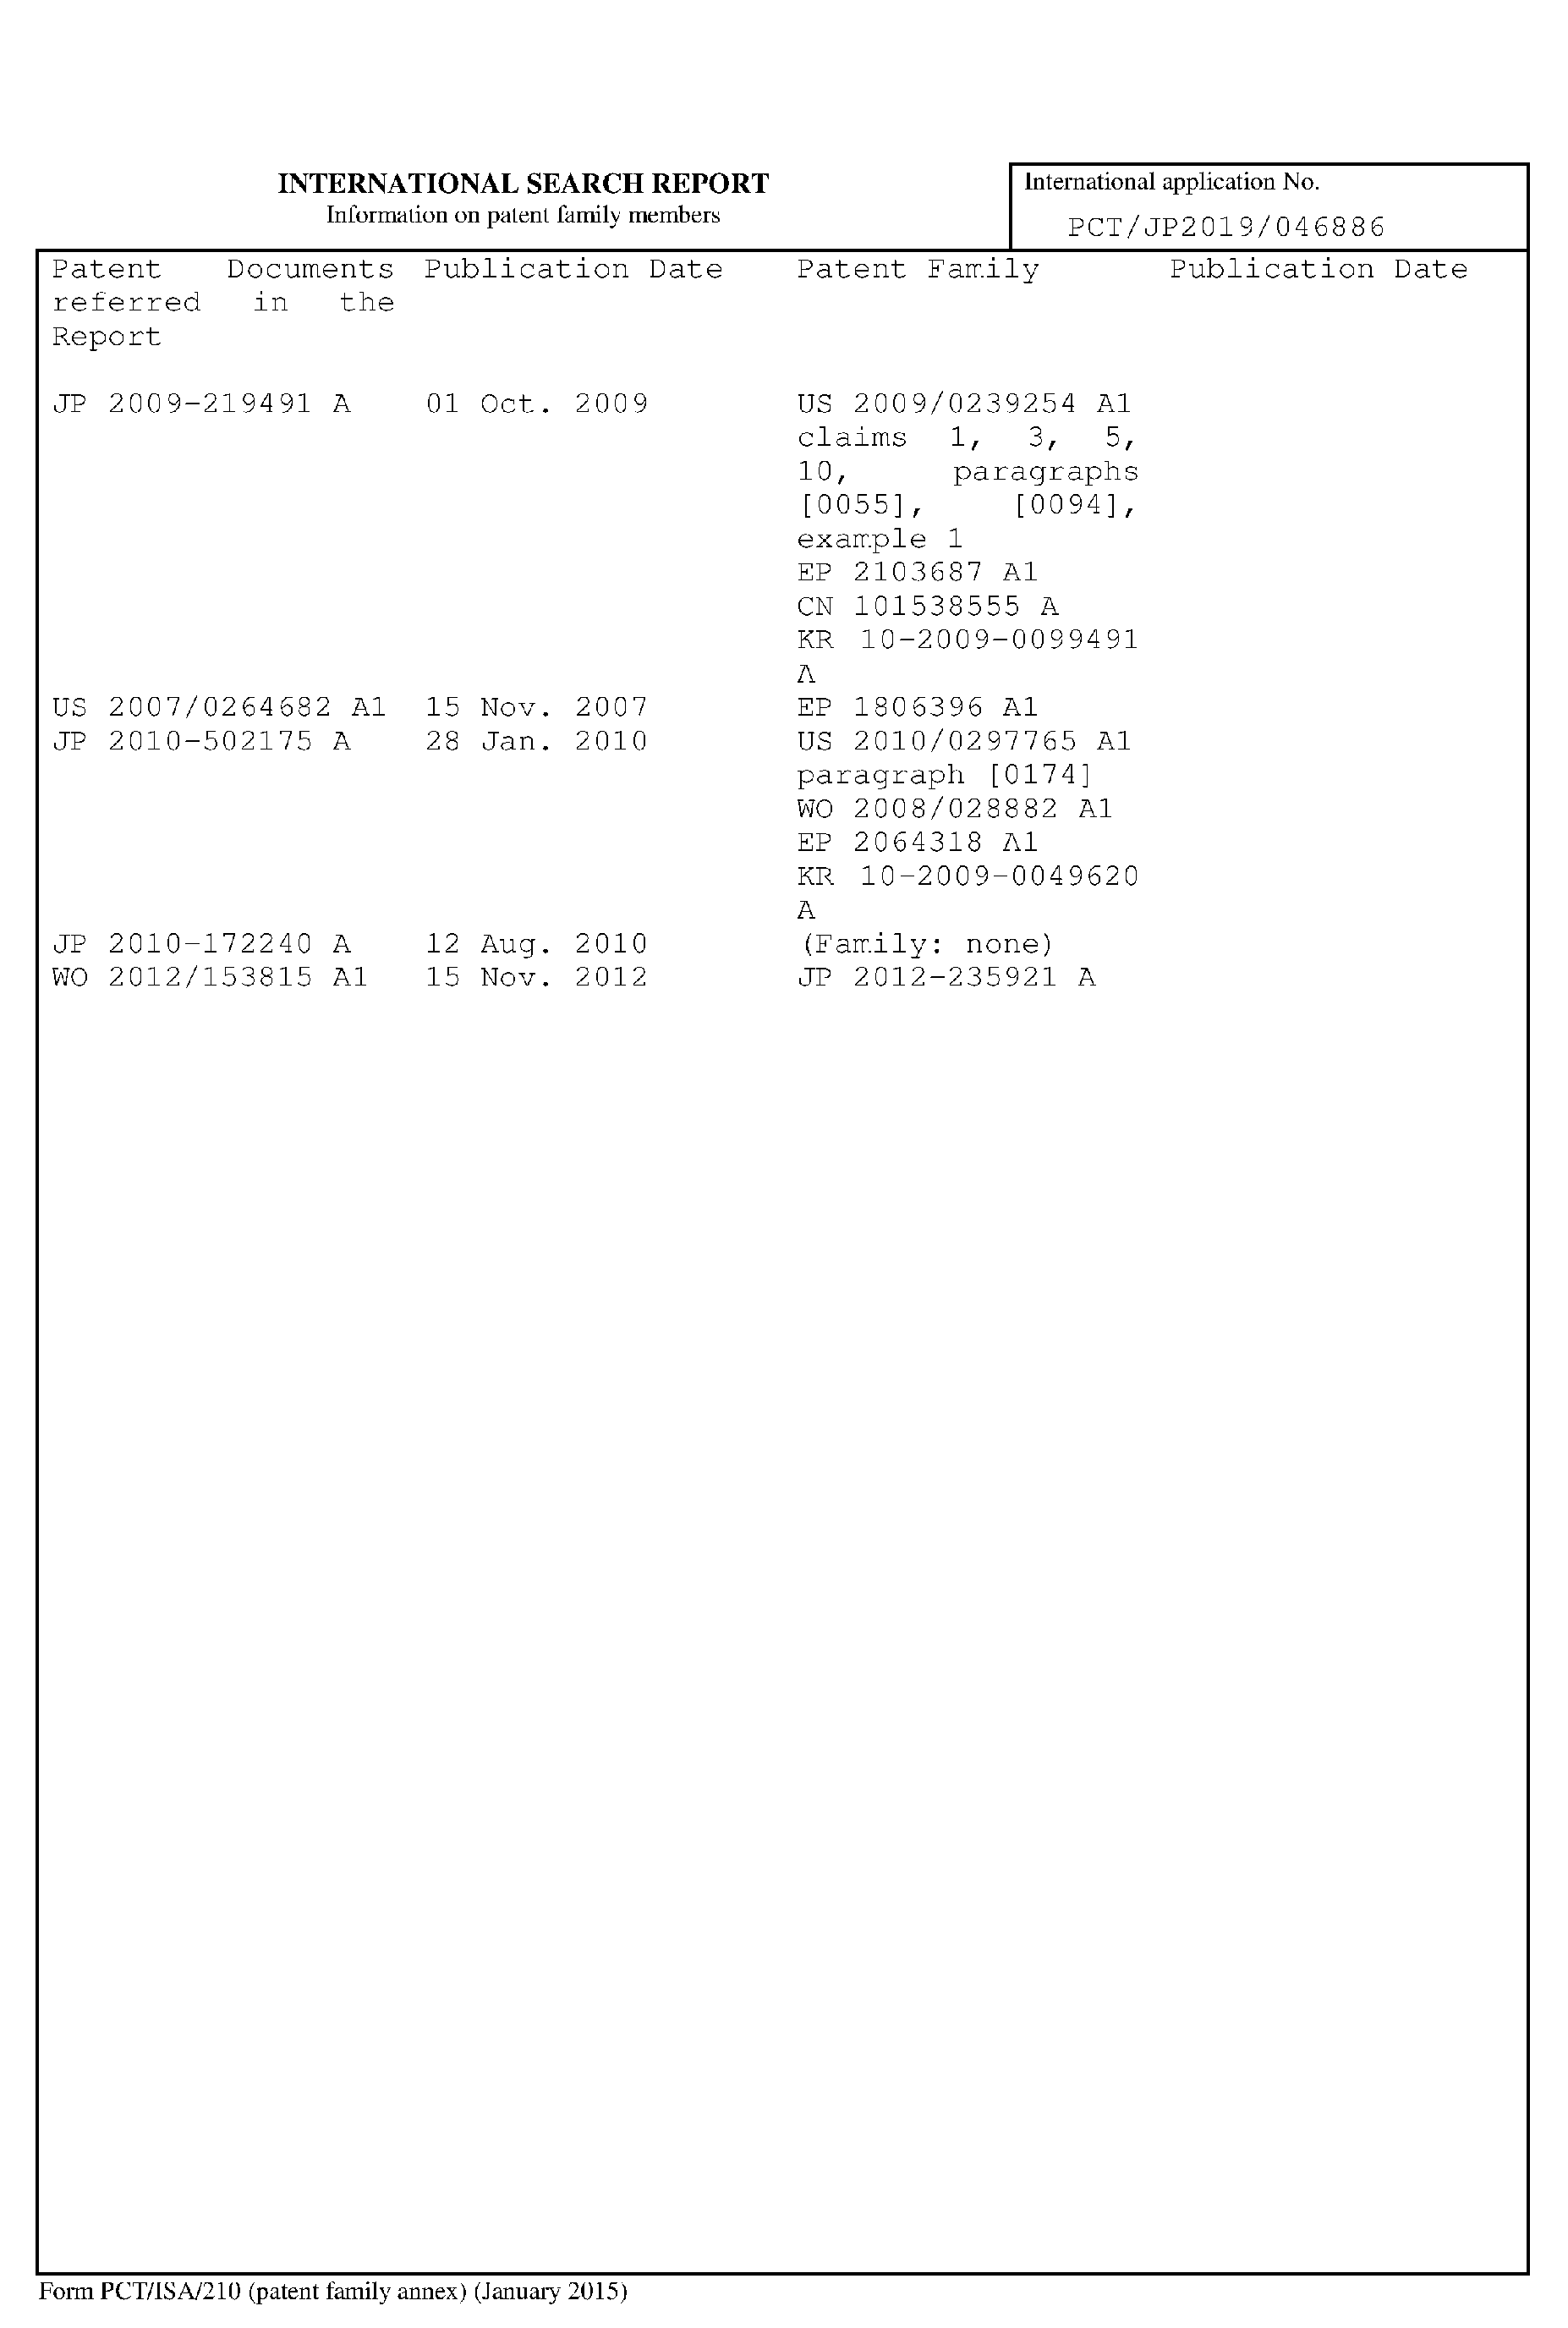 INTERNATIONAL SEARCH REPORT
Information on patent family members
International application No.
PCT/JP2019/046886
Patent Documents Publication Date Patent Family Publication Date
referred in the
Report
JP 2009-219491 A 01 Oct. 2009 US 2009/0239254 A1
claims 1, 3, 5,
10, paragraphs
[0055], [0094],
example 1
EP 2103687 A1
CN 101538555 A
KR 10-2009-0099491
A
US 2007/0264682 A1 15 Nov. 2007 EP 1806396 A1
JP 2010-502175 A 28 Jan. 2010 US 2010/0297765 A1
paragraph [0174]
WO 2008/028882 A1
EP 2064318 A1
KR 10-2009-0049620
A
JP 2010-172240 A 12 Aug. 2010 (Family: none)
WO 2012/153815 A1 15 Nov. 2012 JP 2012-235921 A
Form PCT/ISA/210 (patent family annex) (January 2015)